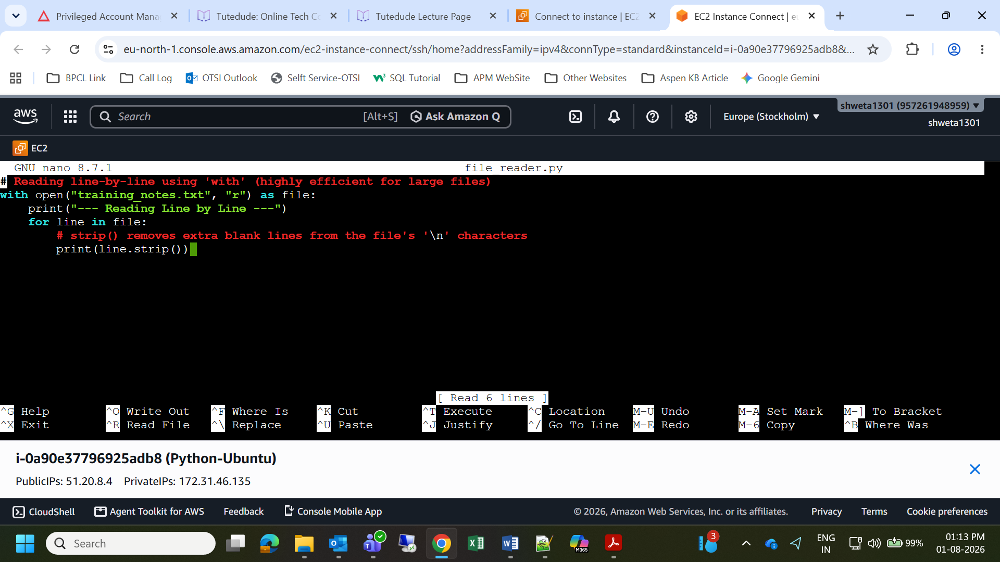 Privileged Account Mana
Tutedude: Online Tech Co
Tutedude Lecture Page
Connect to instance | EC2
EC2 Instance Connect | eu
eu-north-1.console.aws.amazon.com/ec2-instance-connect/ssh/home?addressFamily=ipv4&connType=standard&instanceId=i-0a90e37796925adb8&...
BPCL Link
Call Log
OTSI Outlook
Selft Service-OTSI
SQL Tutorial
APM WebSite
Other Websites
Aspen KB Article
Google Gemini
aws
Search
[Alt+S]
Ask Amazon Q
Europe (Stockholm)
shweta1301 (957261948959)
shweta1301
EC2
GNU nano 8.7.1 file_reader.py
# Reading line-by-line using 'with' (highly efficient for large files)
with open("training_notes.txt", "r") as file:
    print("--- Reading Line by Line ---")
    for line in file:
        # strip() removes extra blank lines from the file's '\n' characters
        print(line.strip())
[ Read 6 lines ]
^G Help ^O Write Out ^F Where Is ^K Cut ^T Execute ^C Location M-U Undo M-A Set Mark M-] To Bracket
^X Exit ^R Read File ^\ Replace ^U Paste ^J Justify ^/ Go To Line M-E Redo M-6 Copy ^B Where Was
i-0a90e37796925adb8 (Python-Ubuntu)
PublicIPs: 51.20.8.4 PrivateIPs: 172.31.46.135
CloudShell
Agent Toolkit for AWS
Feedback
Console Mobile App
© 2026, Amazon Web Services, Inc. or its affiliates.
Privacy
Terms
Cookie preferences
Search
M365
3
ENG
IN
99%
01:13 PM
01-08-2026